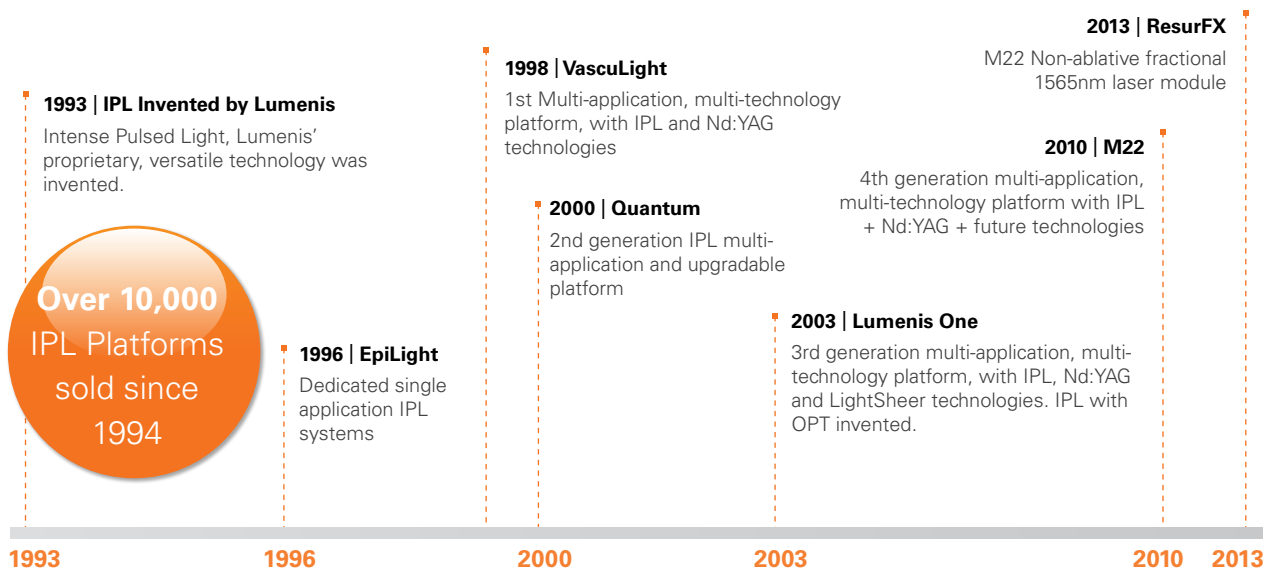 1993 | IPL Invented by Lumenis
Intense Pulsed Light, Lumenis'
proprietary, versatile technology was
invented.
Over 10,000
IPL Platforms
sold since
1994
1996 | EpiLight
Dedicated single
application IPL
systems
1998 | VascuLight
1st Multi-application, multi-technology
platform, with IPL and Nd:YAG
technologies
2000 | Quantum
2nd generation IPL multi-
application and upgradable
platform
2003 | Lumenis One
3rd generation multi-application, multi-
technology platform, with IPL, Nd:YAG
and LightSheer technologies. IPL with
OPT invented.
2010 | M22
4th generation multi-application,
multi-technology platform with IPL
+ Nd:YAG + future technologies
2013 | ResurFX
M22 Non-ablative fractional
1565nm laser module
1993
1996
2000
2003
2010
2013